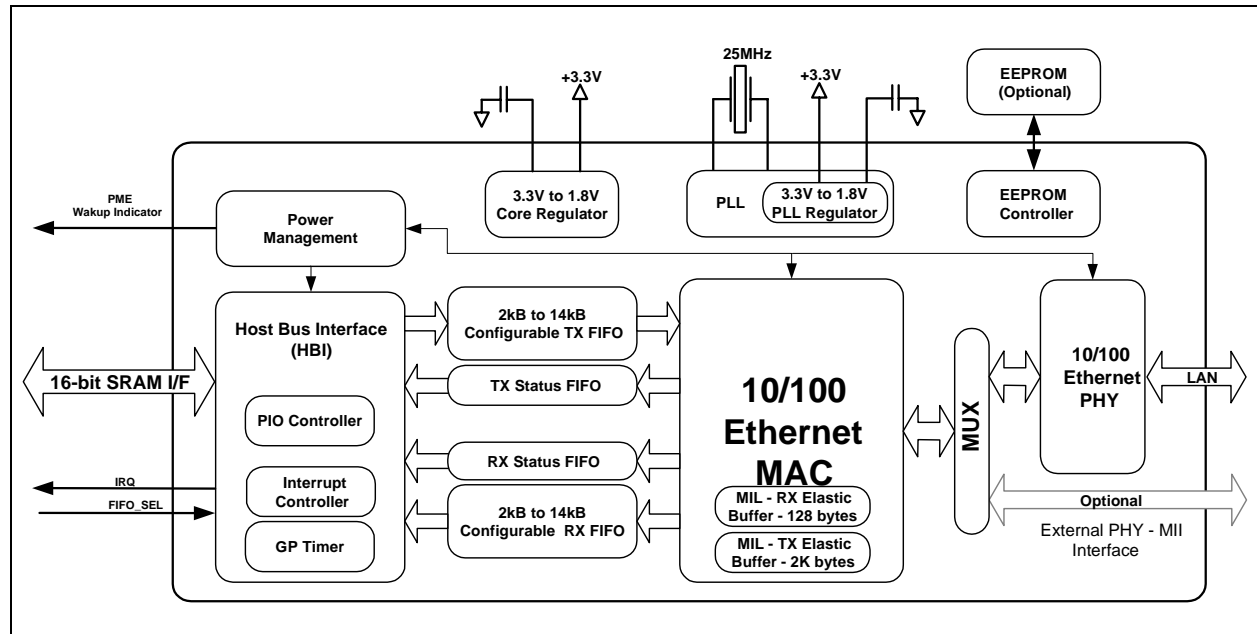 25MHz
+3.3V
+3.3V
EEPROM
(Optional)
3.3V to 1.8V
Core Regulator
PLL
3.3V to 1.8V
PLL Regulator
EEPROM
Controller
PME
Wakup Indicator
Power
Management
Host Bus Interface
(HBI)
2kB to 14kB
Configurable TX FIFO
16-bit SRAM I/F
TX Status FIFO
PIO Controller
RX Status FIFO
IRQ
FIFO_SEL
Interrupt
Controller
2kB to 14kB
Configurable RX FIFO
GP Timer
10/100
Ethernet
MAC
MIL - RX Elastic
Buffer - 128 bytes
MIL - TX Elastic
Buffer - 2K bytes
MUX
10/100
Ethernet
PHY
LAN
Optional
External PHY - MII
Interface